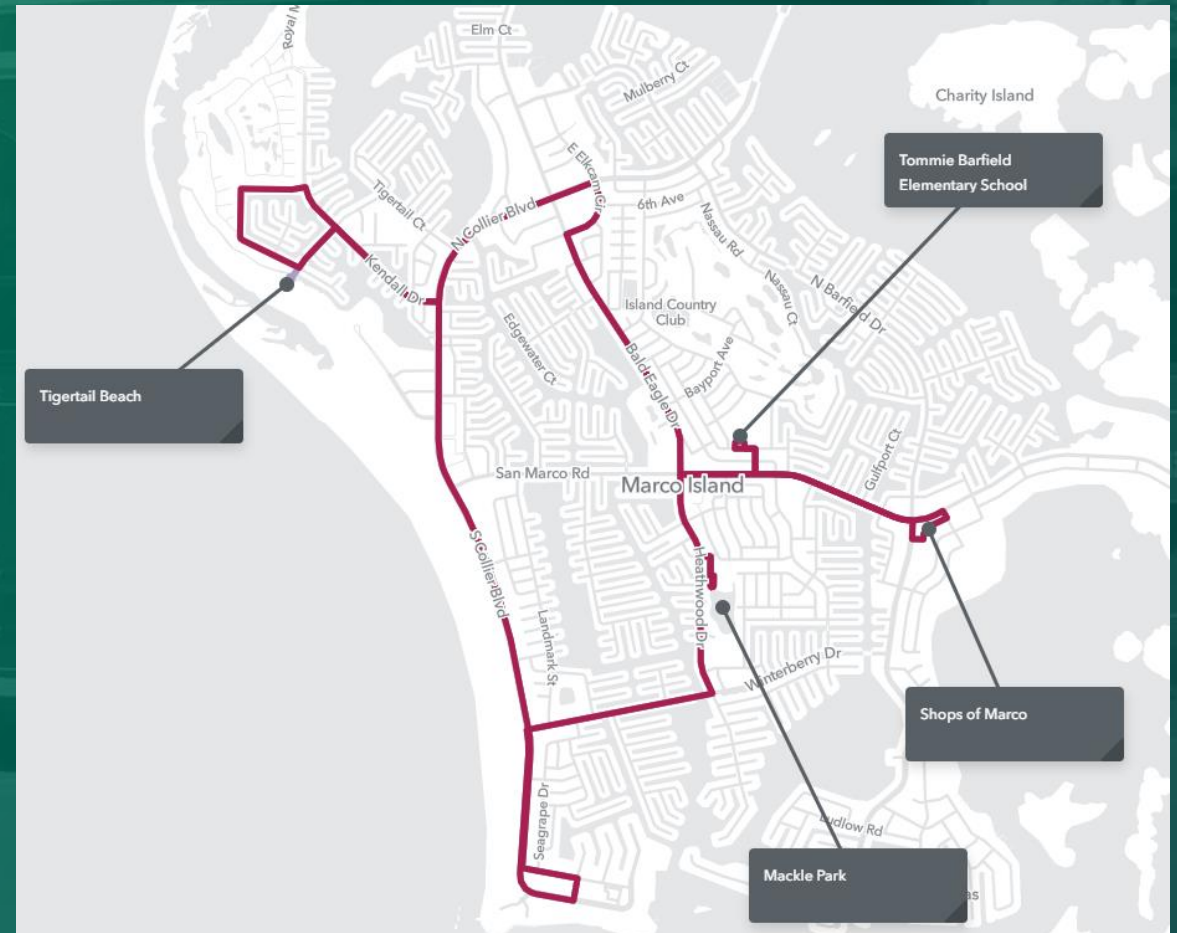 Royal M
Elm Ct
Mulberry Ct
Charity Island
Tommie Barfield
Elementary School
E Elkcam Cir
Tigertail Ct
N Collier Blvd
6th Ave
Nassau Rd
Kendall Dr
Nassau Ct
N Barfield Dr
Island Country
Club
Edgewater Ct
Bald Eagle Dr
Bayport Ave
Tigertail Beach
Gulfport Ct
San Marco Rd
Marco Island
S Collier Blvd
Heathwood Dr
Landmark St
Winterberry Dr
Shops of Marco
Seagrape Dr
Ludlow Rd
Mackle Park
as